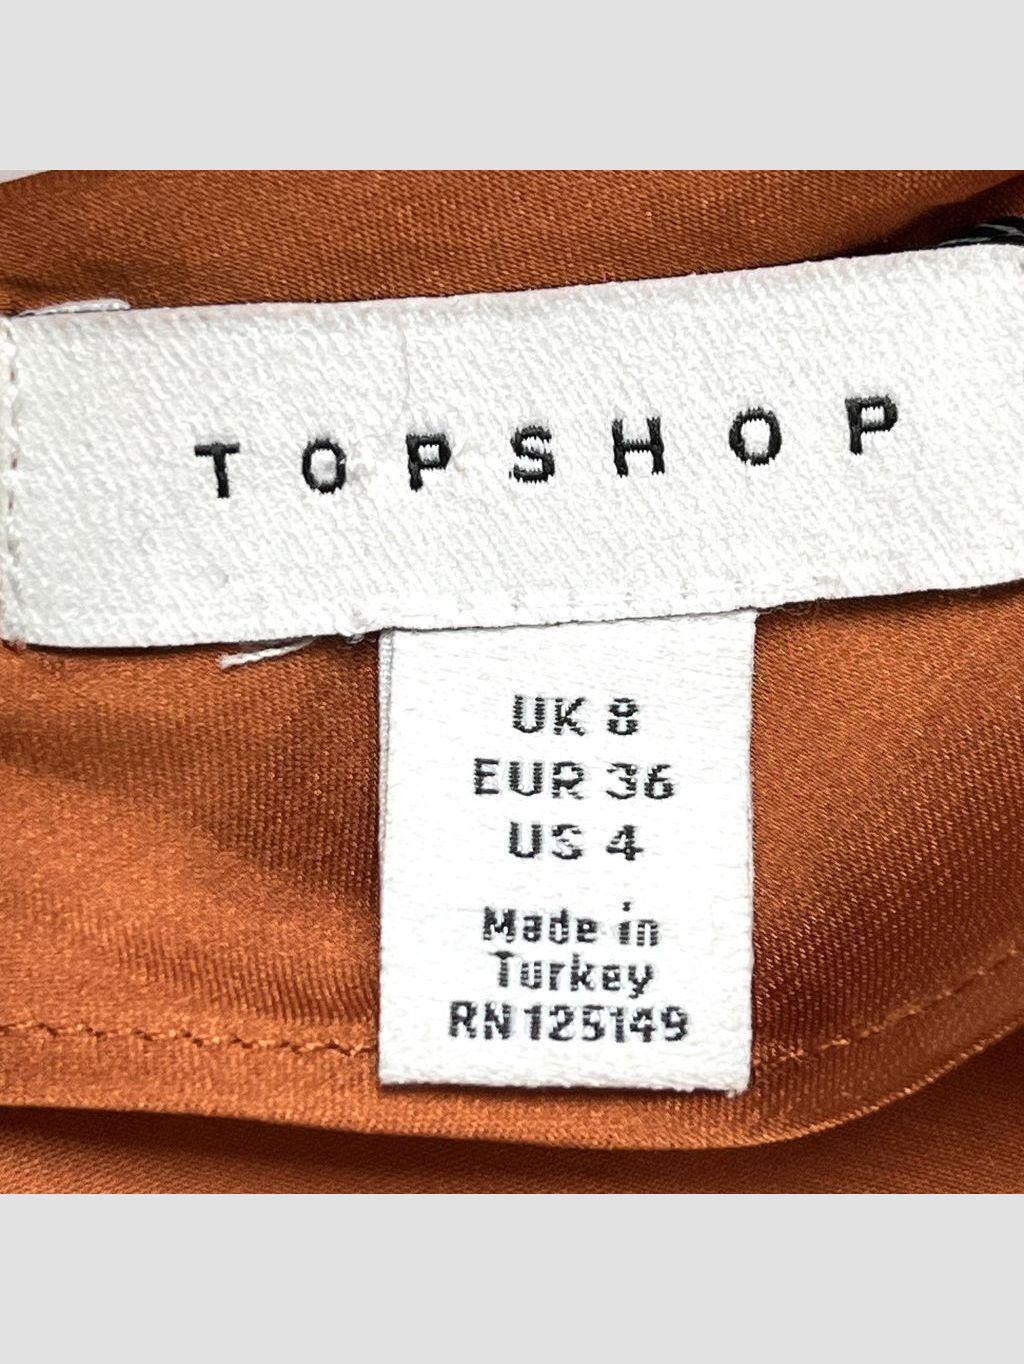 TOPSHOP
UK 8
EUR 36
US 4
Made in
Turkey
RN125149